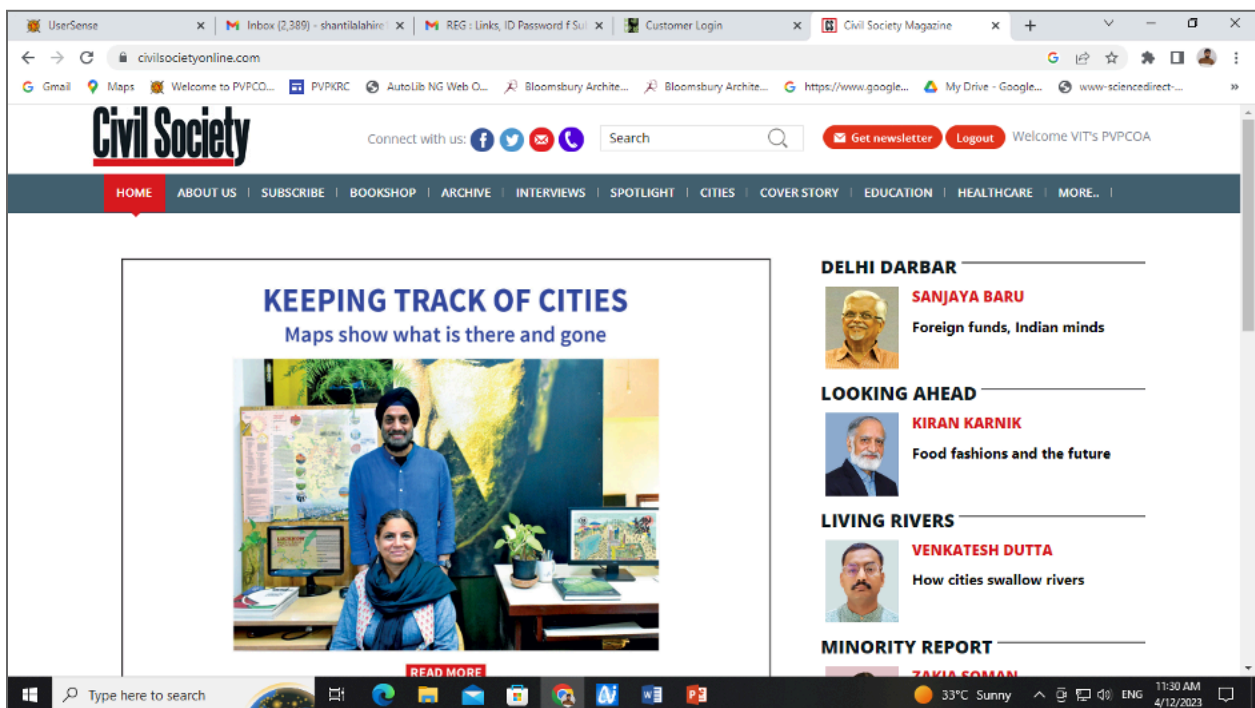 UserSense
Inbox (2,389) - shantilalahire1
REG : Links, ID Password f Sul
Customer Login
Civil Society Magazine
civilsocietyonline.com
Gmail
Maps
Welcome to PVPCO...
PVPKRC
AutoLib NG Web O...
Bloomsbury Archite...
Bloomsbury Archite...
https://www.google...
My Drive - Google...
www-sciencedirect-...
Civil Society
Connect with us:
Search
Get newsletter
Logout
Welcome VIT's PVPCOA
HOME
ABOUT US
SUBSCRIBE
BOOKSHOP
ARCHIVE
INTERVIEWS
SPOTLIGHT
CITIES
COVER STORY
EDUCATION
HEALTHCARE
MORE..
KEEPING TRACK OF CITIES
Maps show what is there and gone
READ MORE
DELHI DARBAR
SANJAYA BARU
Foreign funds, Indian minds
LOOKING AHEAD
KIRAN KARNIK
Food fashions and the future
LIVING RIVERS
VENKATESH DUTTA
How cities swallow rivers
MINORITY REPORT
ZAKIA SOMAN
Type here to search
33°C Sunny
ENG
11:30 AM
4/12/2023